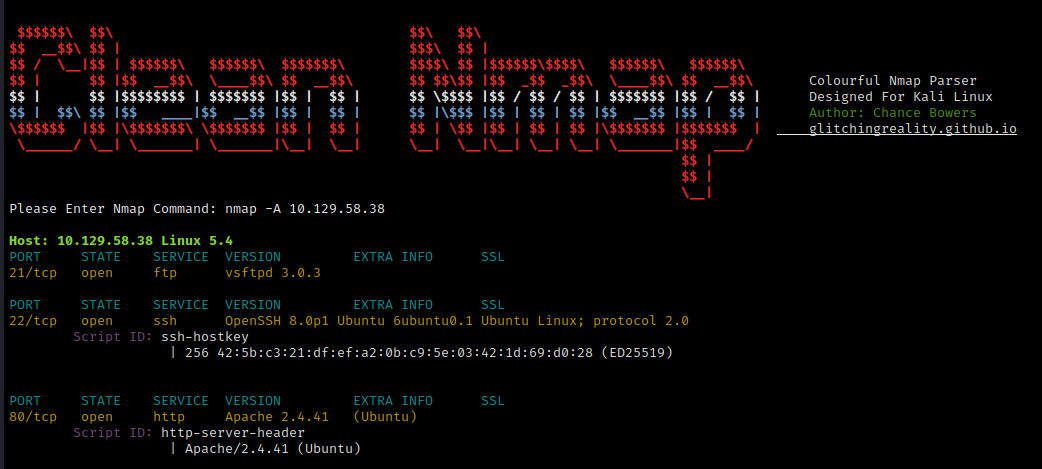 Clean Nmap
Colourful Nmap Parser
Designed For Kali Linux
Author: Chance Bowers
glitchingreality.github.io
Please Enter Nmap Command: nmap -A 10.129.58.38
Host: 10.129.58.38 Linux 5.4
PORT STATE SERVICE VERSION EXTRA INFO SSL
21/tcp open ftp vsftpd 3.0.3
PORT STATE SERVICE VERSION EXTRA INFO SSL
22/tcp open ssh OpenSSH 8.0p1 Ubuntu 6ubuntu0.1 Ubuntu Linux; protocol 2.0
Script ID: ssh-hostkey
| 256 42:5b:c3:21:df:ef:a2:0b:c9:5e:03:42:1d:69:d0:28 (ED25519)
PORT STATE SERVICE VERSION EXTRA INFO SSL
80/tcp open http Apache 2.4.41 (Ubuntu)
Script ID: http-server-header
| Apache/2.4.41 (Ubuntu)